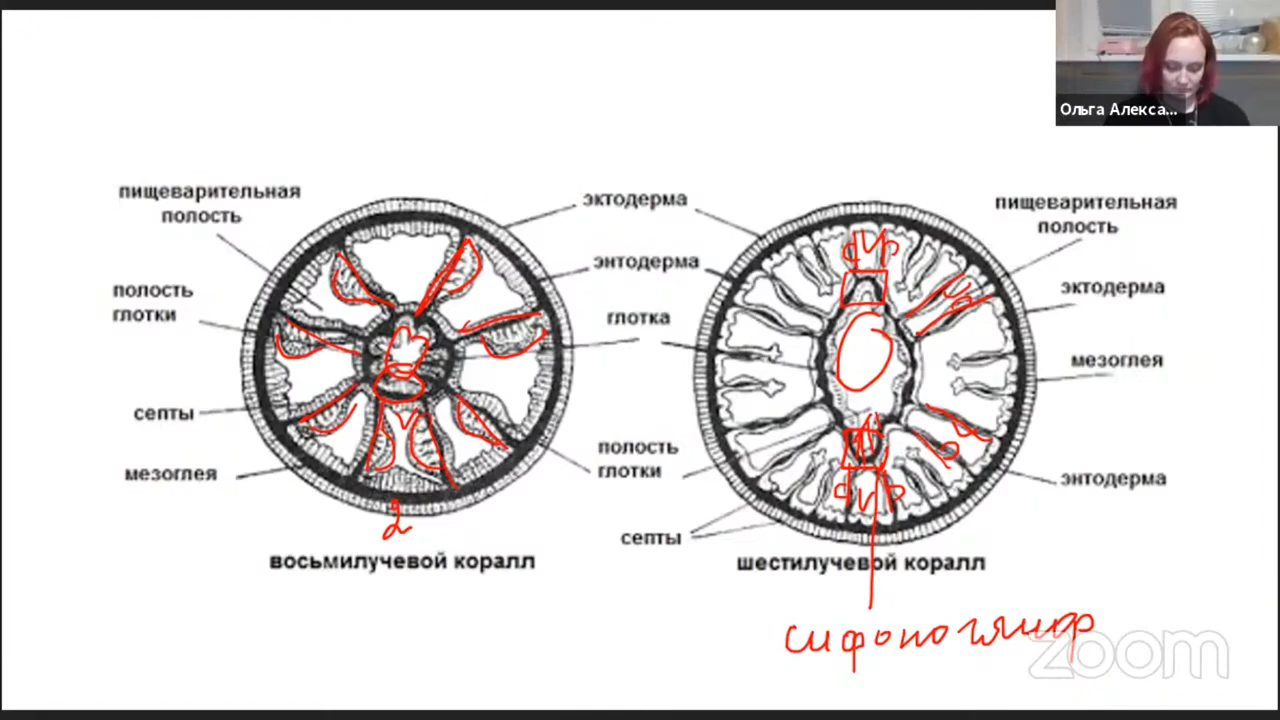 Ольга Алекса...
пищеварительная
полость
полость
глотки
септы
мезоглея
эктодерма
энтодерма
глотка
полость
глотки
септы
пищеварительная
полость
эктодерма
мезоглея
энтодерма
2
восьмилучевой коралл
шестилучевой коралл
сифоноглиф
zoom